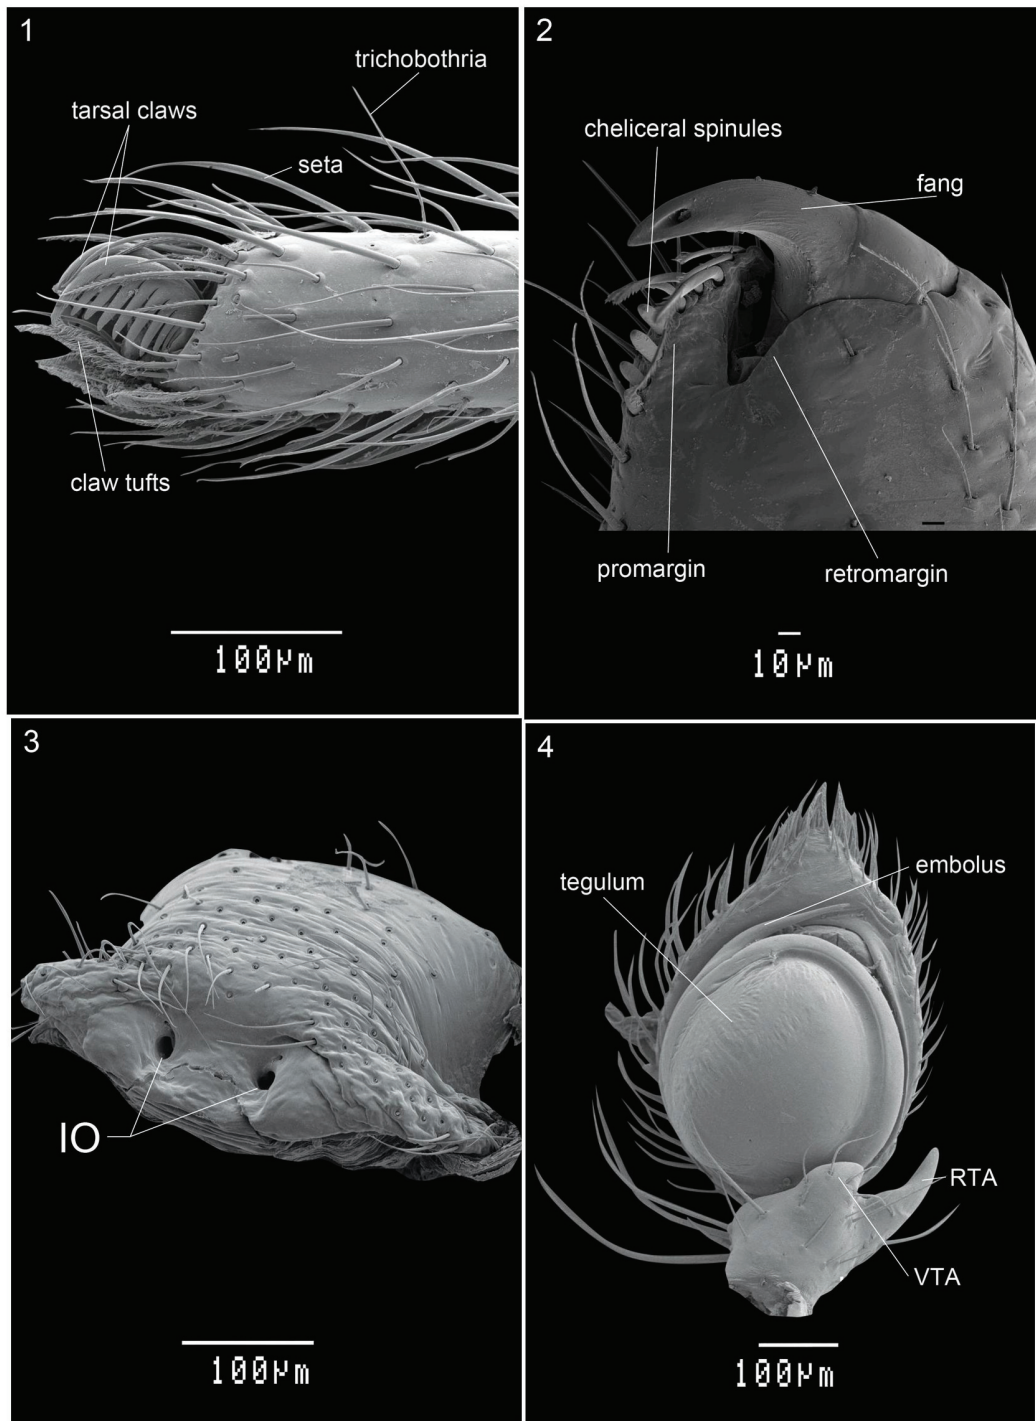 1
trichobothria
tarsal claws
seta
claw tufts
100µm
2
cheliceral spinules
fang
promargin
retromargin
10µm
3
IO
100µm
4
embolus
tegulum
RTA
VTA
100µm